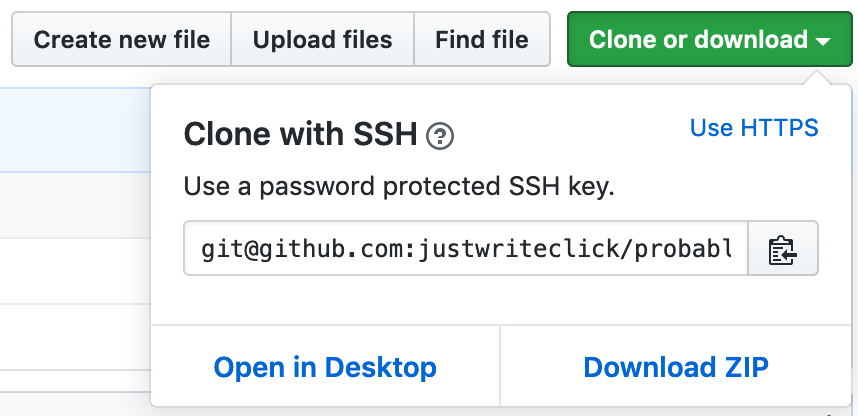 Create new file Upload files Find file Clone or download
Clone with SSH ? Use HTTPS
Use a password protected SSH key.
git@github.com:justwriteclick/probabl
Open in Desktop Download ZIP